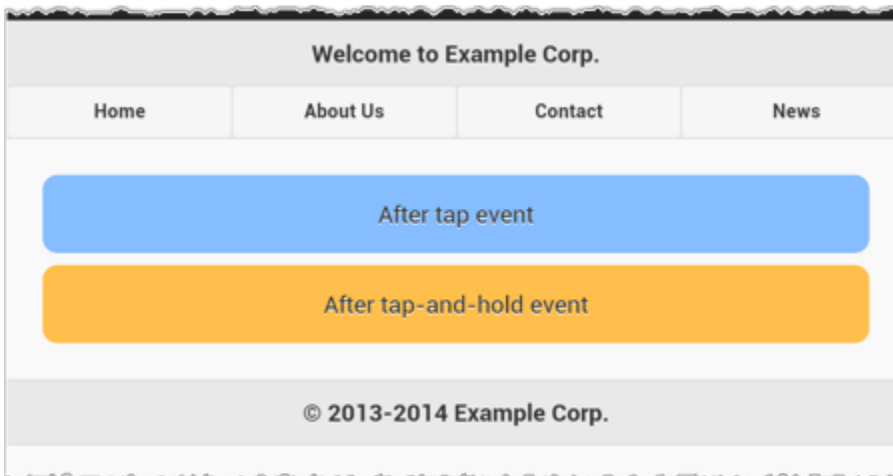 Welcome to Example Corp.
Home About Us Contact News
After tap event
After tap-and-hold event
© 2013-2014 Example Corp.